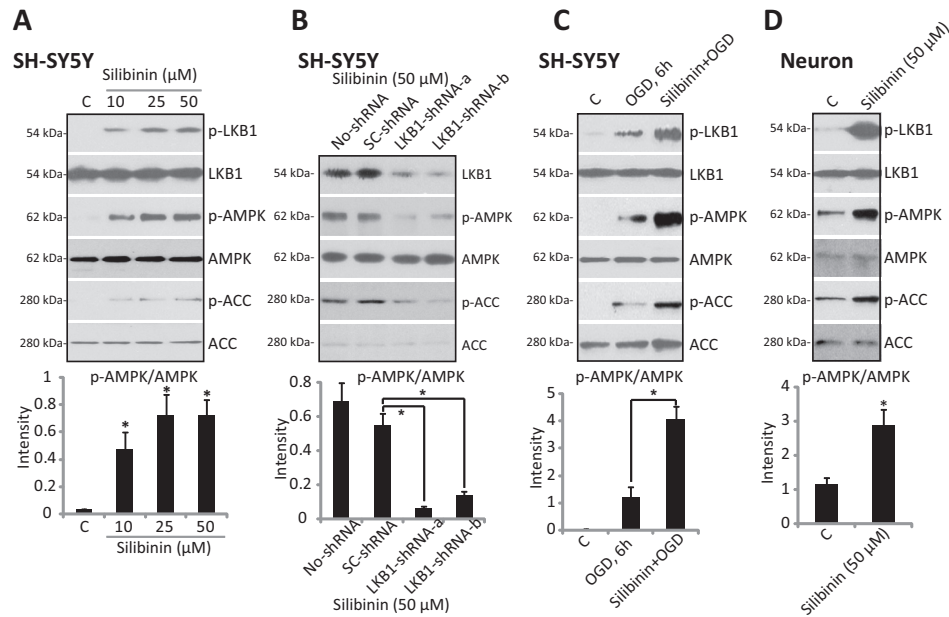 A
SH-SY5Y
Silibinin (µM)
C 10 25 50
54 kDa- p-LKB1
54 kDa- LKB1
62 kDa- p-AMPK
62 kDa- AMPK
280 kDa- p-ACC
280 kDa- ACC
p-AMPK/AMPK
Intensity
1
0.8
0.6
0.4
0.2
0
* * *
C 10 25 50
Silibinin (µM)
B
SH-SY5Y
Silibinin (50 µM)
No-shRNA
SC-shRNA
LKB1-shRNA-a
LKB1-shRNA-b
54 kDa- LKB1
62 kDa- p-AMPK
62 kDa- AMPK
280 kDa- p-ACC
280 kDa- ACC
p-AMPK/AMPK
Intensity
0.8
0.6
0.4
0.2
0
*
*
No-shRNA
SC-shRNA
LKB1-shRNA-a
LKB1-shRNA-b
Silibinin (50 µM)
C
SH-SY5Y
C
OGD, 6h
Silibinin+OGD
54 kDa- p-LKB1
54 kDa- LKB1
62 kDa- p-AMPK
62 kDa- AMPK
280 kDa- p-ACC
280 kDa- ACC
p-AMPK/AMPK
Intensity
5
4
3
2
1
0
*
C
OGD, 6h
Silibinin+OGD
D
Neuron
C
Silibinin (50 µM)
54 kDa- p-LKB1
54 kDa- LKB1
62 kDa- p-AMPK
62 kDa- AMPK
280 kDa- p-ACC
280 kDa- ACC
p-AMPK/AMPK
Intensity
4
3
2
1
0
*
C
Silibinin (50 µM)